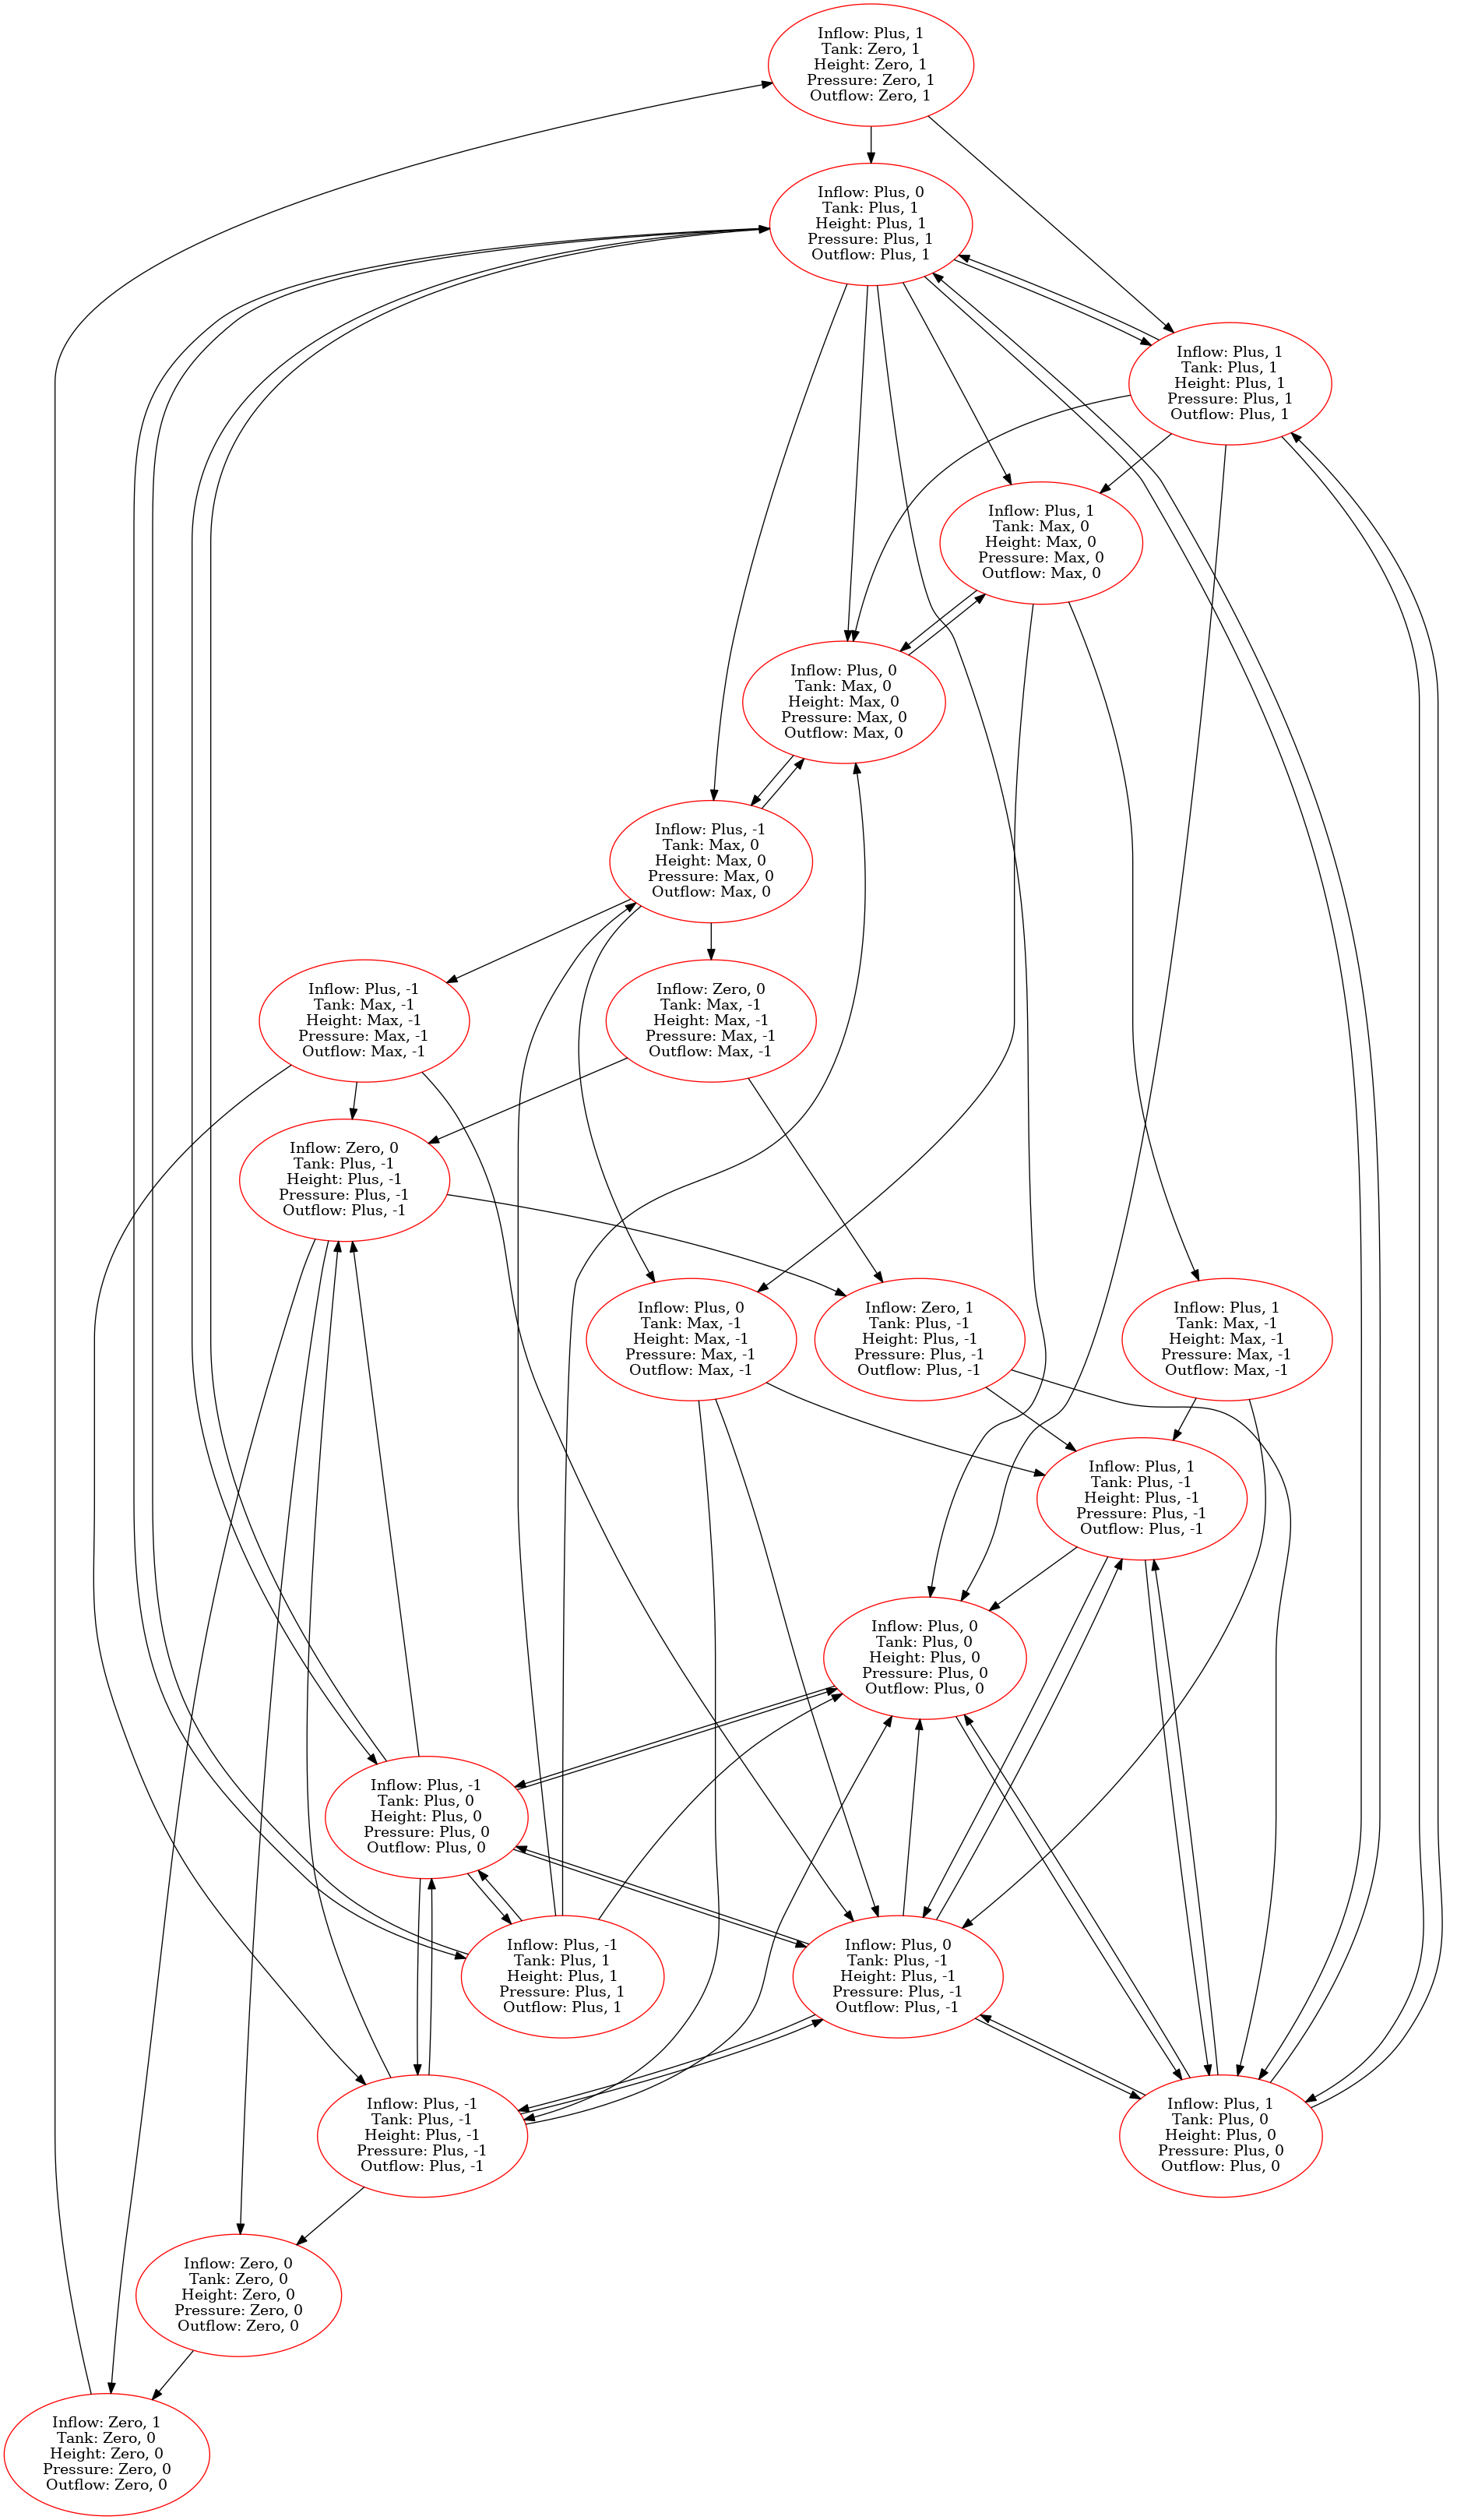 Inflow: Plus, 1
Tank: Zero, 1
Height: Zero, 1
Pressure: Zero, 1
Outflow: Zero, 1
Inflow: Plus, 0
Tank: Plus, 1
Height: Plus, 1
Pressure: Plus, 1
Outflow: Plus, 1
Inflow: Plus, 1
Tank: Plus, 1
Height: Plus, 1
Pressure: Plus, 1
Outflow: Plus, 1
Inflow: Plus, 1
Tank: Max, 0
Height: Max, 0
Pressure: Max, 0
Outflow: Max, 0
Inflow: Plus, 0
Tank: Max, 0
Height: Max, 0
Pressure: Max, 0
Outflow: Max, 0
Inflow: Plus, -1
Tank: Max, 0
Height: Max, 0
Pressure: Max, 0
Outflow: Max, 0
Inflow: Plus, -1
Tank: Max, -1
Height: Max, -1
Pressure: Max, -1
Outflow: Max, -1
Inflow: Zero, 0
Tank: Max, -1
Height: Max, -1
Pressure: Max, -1
Outflow: Max, -1
Inflow: Zero, 0
Tank: Plus, -1
Height: Plus, -1
Pressure: Plus, -1
Outflow: Plus, -1
Inflow: Plus, 0
Tank: Max, -1
Height: Max, -1
Pressure: Max, -1
Outflow: Max, -1
Inflow: Zero, 1
Tank: Plus, -1
Height: Plus, -1
Pressure: Plus, -1
Outflow: Plus, -1
Inflow: Plus, 1
Tank: Max, -1
Height: Max, -1
Pressure: Max, -1
Outflow: Max, -1
Inflow: Plus, 1
Tank: Plus, -1
Height: Plus, -1
Pressure: Plus, -1
Outflow: Plus, -1
Inflow: Plus, 0
Tank: Plus, 0
Height: Plus, 0
Pressure: Plus, 0
Outflow: Plus, 0
Inflow: Plus, -1
Tank: Plus, 0
Height: Plus, 0
Pressure: Plus, 0
Outflow: Plus, 0
Inflow: Plus, -1
Tank: Plus, 1
Height: Plus, 1
Pressure: Plus, 1
Outflow: Plus, 1
Inflow: Plus, 0
Tank: Plus, -1
Height: Plus, -1
Pressure: Plus, -1
Outflow: Plus, -1
Inflow: Plus, -1
Tank: Plus, -1
Height: Plus, -1
Pressure: Plus, -1
Outflow: Plus, -1
Inflow: Plus, 1
Tank: Plus, 0
Height: Plus, 0
Pressure: Plus, 0
Outflow: Plus, 0
Inflow: Zero, 0
Tank: Zero, 0
Height: Zero, 0
Pressure: Zero, 0
Outflow: Zero, 0
Inflow: Zero, 1
Tank: Zero, 0
Height: Zero, 0
Pressure: Zero, 0
Outflow: Zero, 0